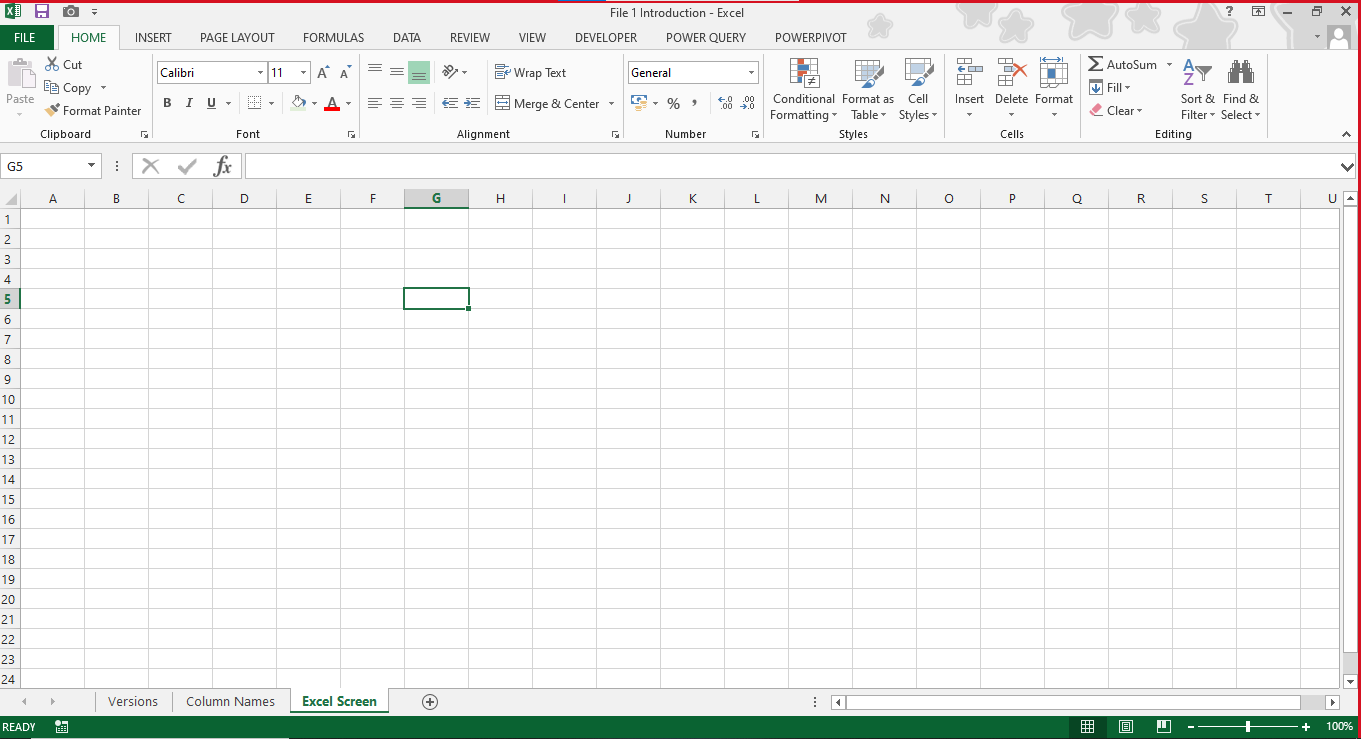 File 1 Introduction - Excel
?
FILE HOME INSERT PAGE LAYOUT FORMULAS DATA REVIEW VIEW DEVELOPER POWER QUERY POWERPIVOT
Paste
Cut
Copy
Format Painter
Clipboard
Calibri 11 A A
B I U A
Font
Wrap Text
Merge & Center
Alignment
General
% , .00 .00
Number
Conditional Formatting
Format as Table
Cell Styles
Styles
Insert Delete Format
Cells
AutoSum
Fill
Clear
Sort & Filter
Find & Select
Editing
G5 fx
A B C D E F G H I J K L M N O P Q R S T U
1
2
3
4
5
6
7
8
9
10
11
12
13
14
15
16
17
18
19
20
21
22
23
24
Versions Column Names Excel Screen
READY 100%